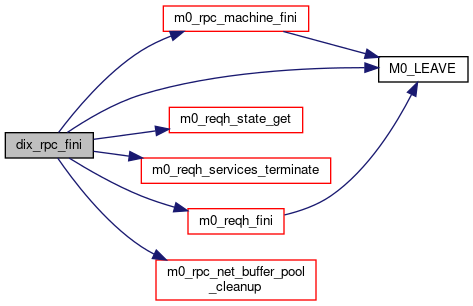 m0_rpc_machine_fini
M0_LEAVE
m0_reqh_state_get
dix_rpc_fini
m0_reqh_services_terminate
m0_reqh_fini
m0_rpc_net_buffer_pool
_cleanup